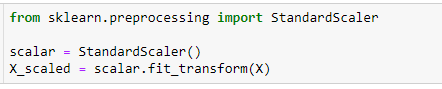 from sklearn.preprocessing import StandardScaler
scalar = StandardScaler()
X_scaled = scalar.fit_transform(X)